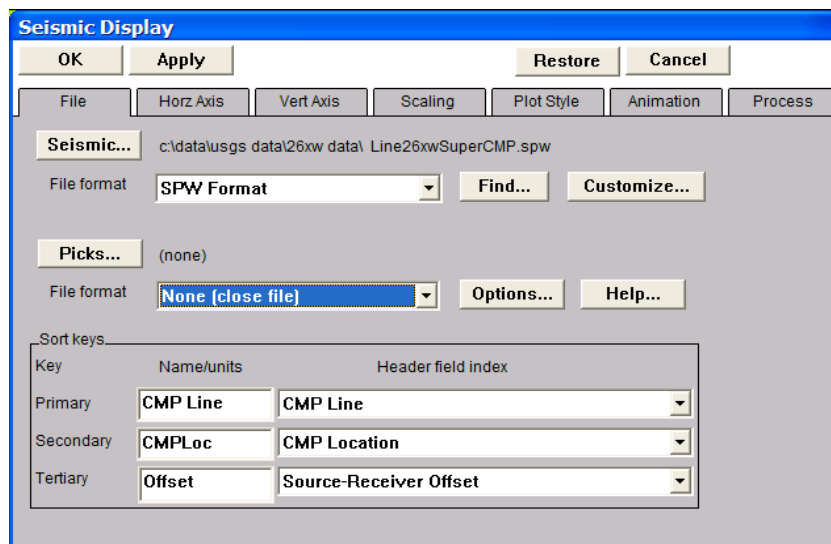 Seismic Display
OK Apply Restore Cancel
File Horz Axis Vert Axis Scaling Plot Style Animation Process
Seismic... c:\data\usgs data\26xw data\ Line26xwSuperCMP.spw
File format SPW Format Find... Customize...
Picks... (none)
File format None (close file) Options... Help...
Sort keys
Key Name/units Header field index
Primary CMP Line CMP Line
Secondary CMPLoc CMP Location
Tertiary Offset Source-Receiver Offset